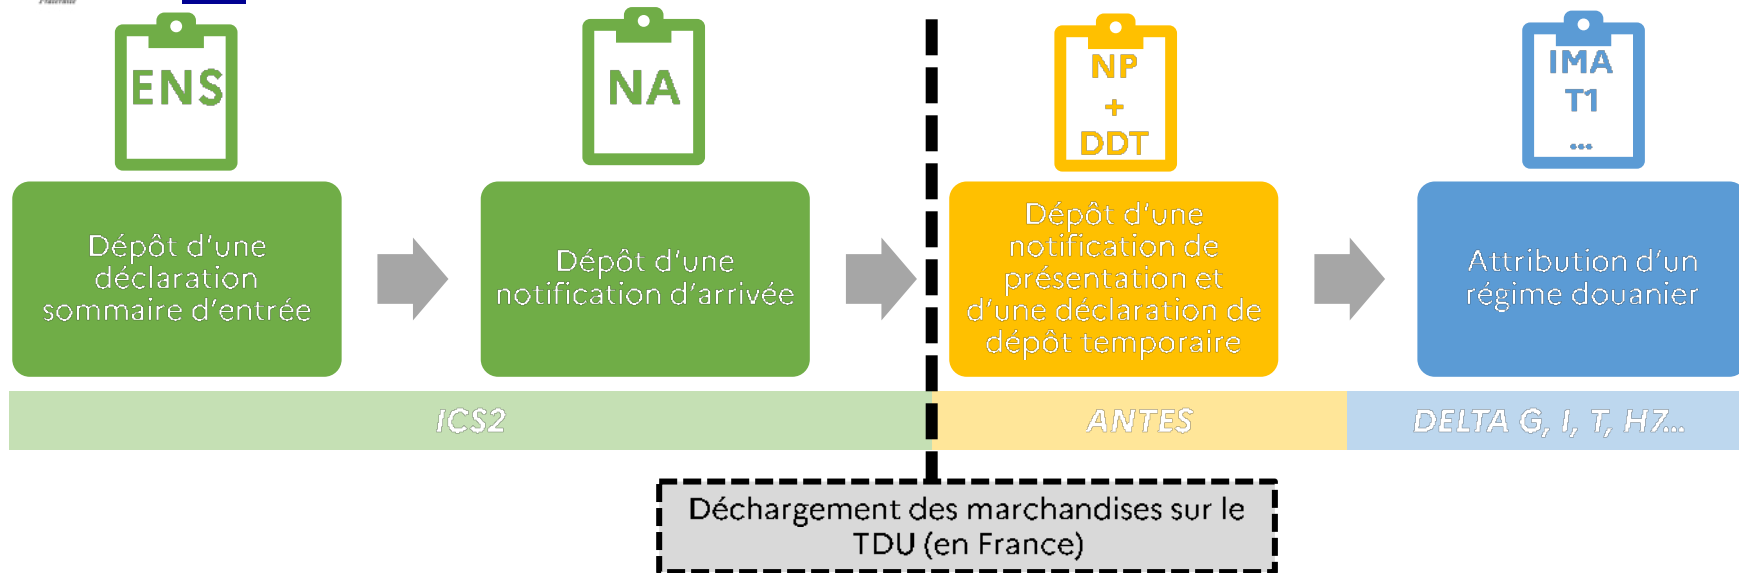 ENS
NA
NP
+
DDT
IMA
T1
...
Dépôt d'une
déclaration
sommaire d'entrée
Dépôt d'une
notification d'arrivée
Dépôt d'une
notification de
présentation et
d'une déclaration de
dépôt temporaire
Attribution d'un
régime douanier
ICS2
ANTES
DELTA G, I, T, H7...
Déchargement des marchandises sur le
TDU (en France)